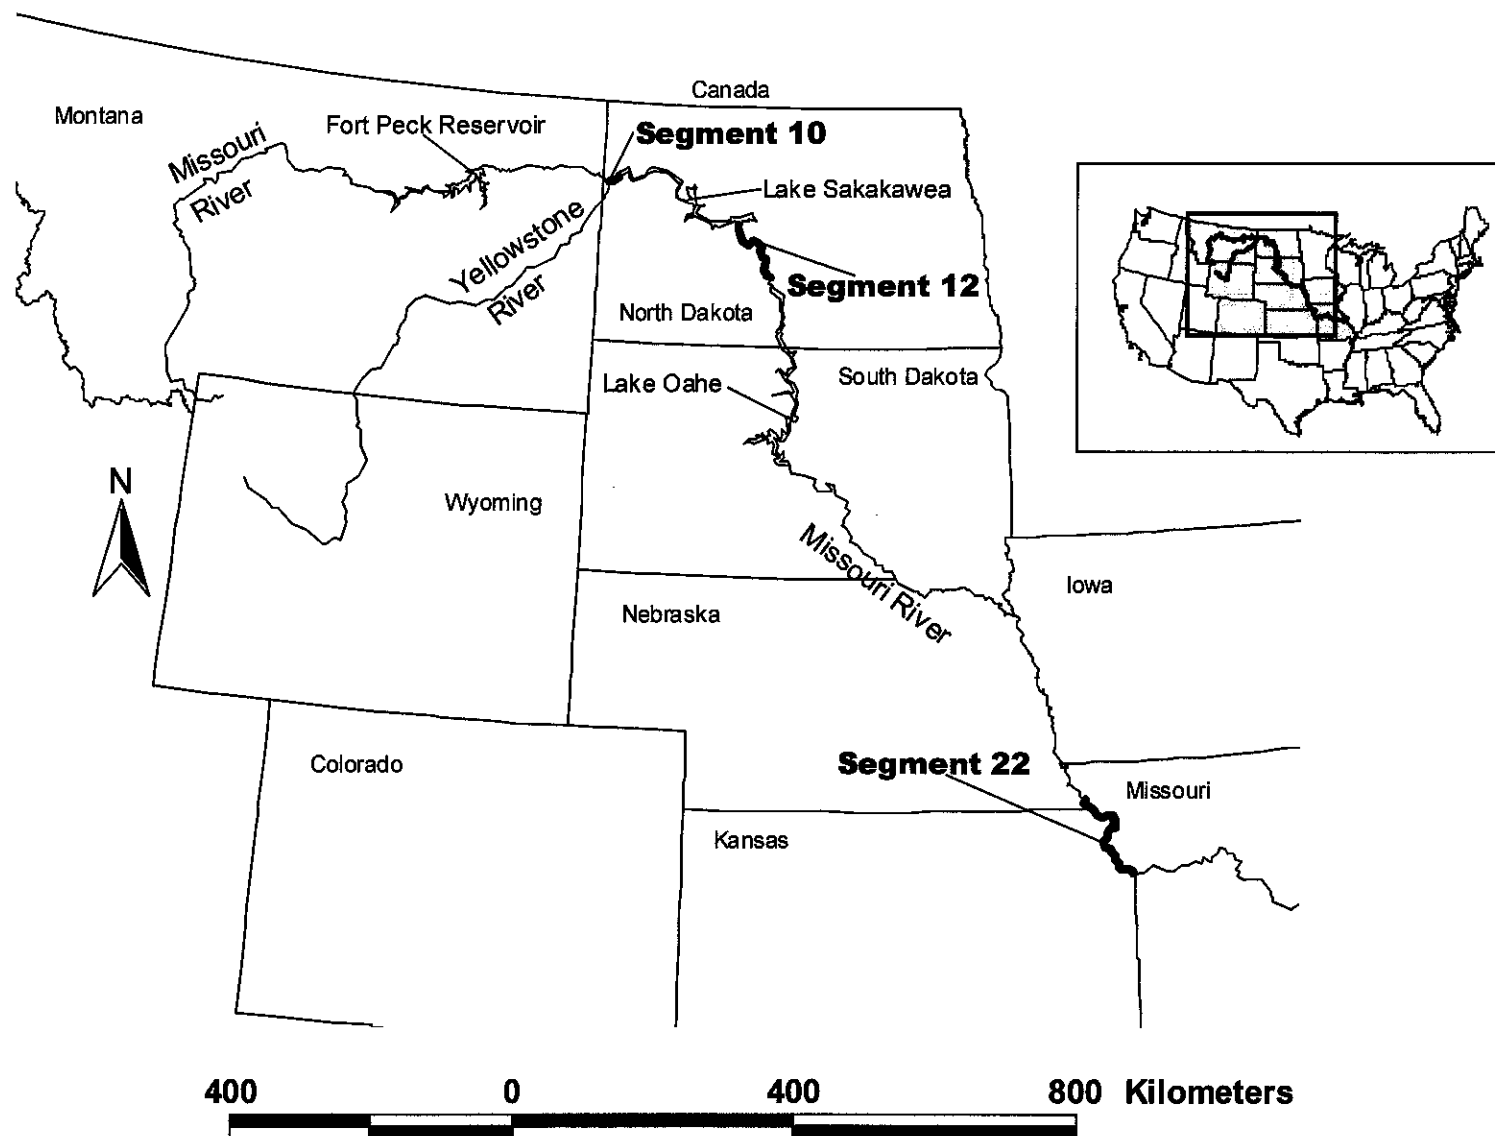 Canada
Montana
Fort Peck Reservoir
Segment 10
Missouri
River
Lake Sakakawea
Yellowstone
River
Segment 12
North Dakota
South Dakota
Lake Oahe
N
Wyoming
Missouri River
Iowa
Nebraska
Segment 22
Colorado
Missouri
Kansas
400 0 400 800 Kilometers